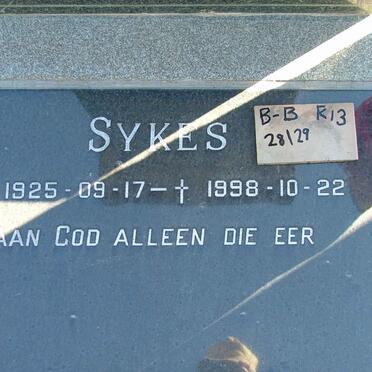 SYKES
B-B R13
28/29
1925-09-17-† 1998-10-22
AAN GOD ALLEEN DIE EER